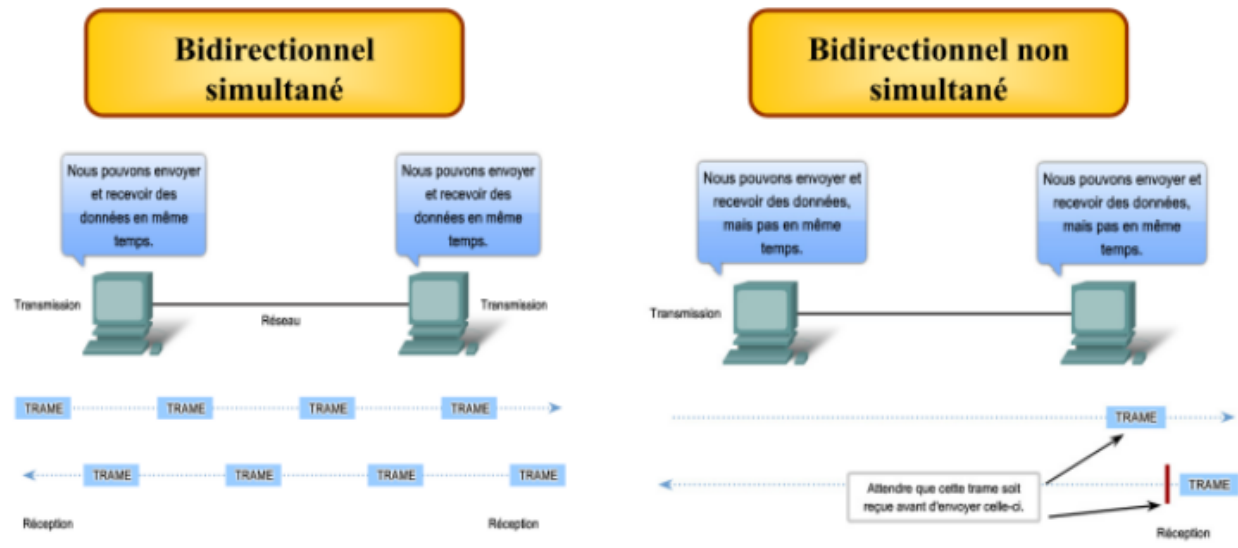 Bidirectionnel
simultané
Nous pouvons envoyer
et recevoir des
données en même
temps.
Nous pouvons envoyer
et recevoir des
données en même
temps.
Transmission
Réseau
Transmission
TRAME
TRAME
TRAME
TRAME
TRAME
TRAME
TRAME
TRAME
Réception
Réception
Bidirectionnel non
simultané
Nous pouvons envoyer et
recevoir des données,
mais pas en même
temps.
Nous pouvons envoyer et
recevoir des données,
mais pas en même
temps.
Transmission
TRAME
Attendre que cette trame soit
reçue avant d'envoyer celle-ci.
TRAME
Réception